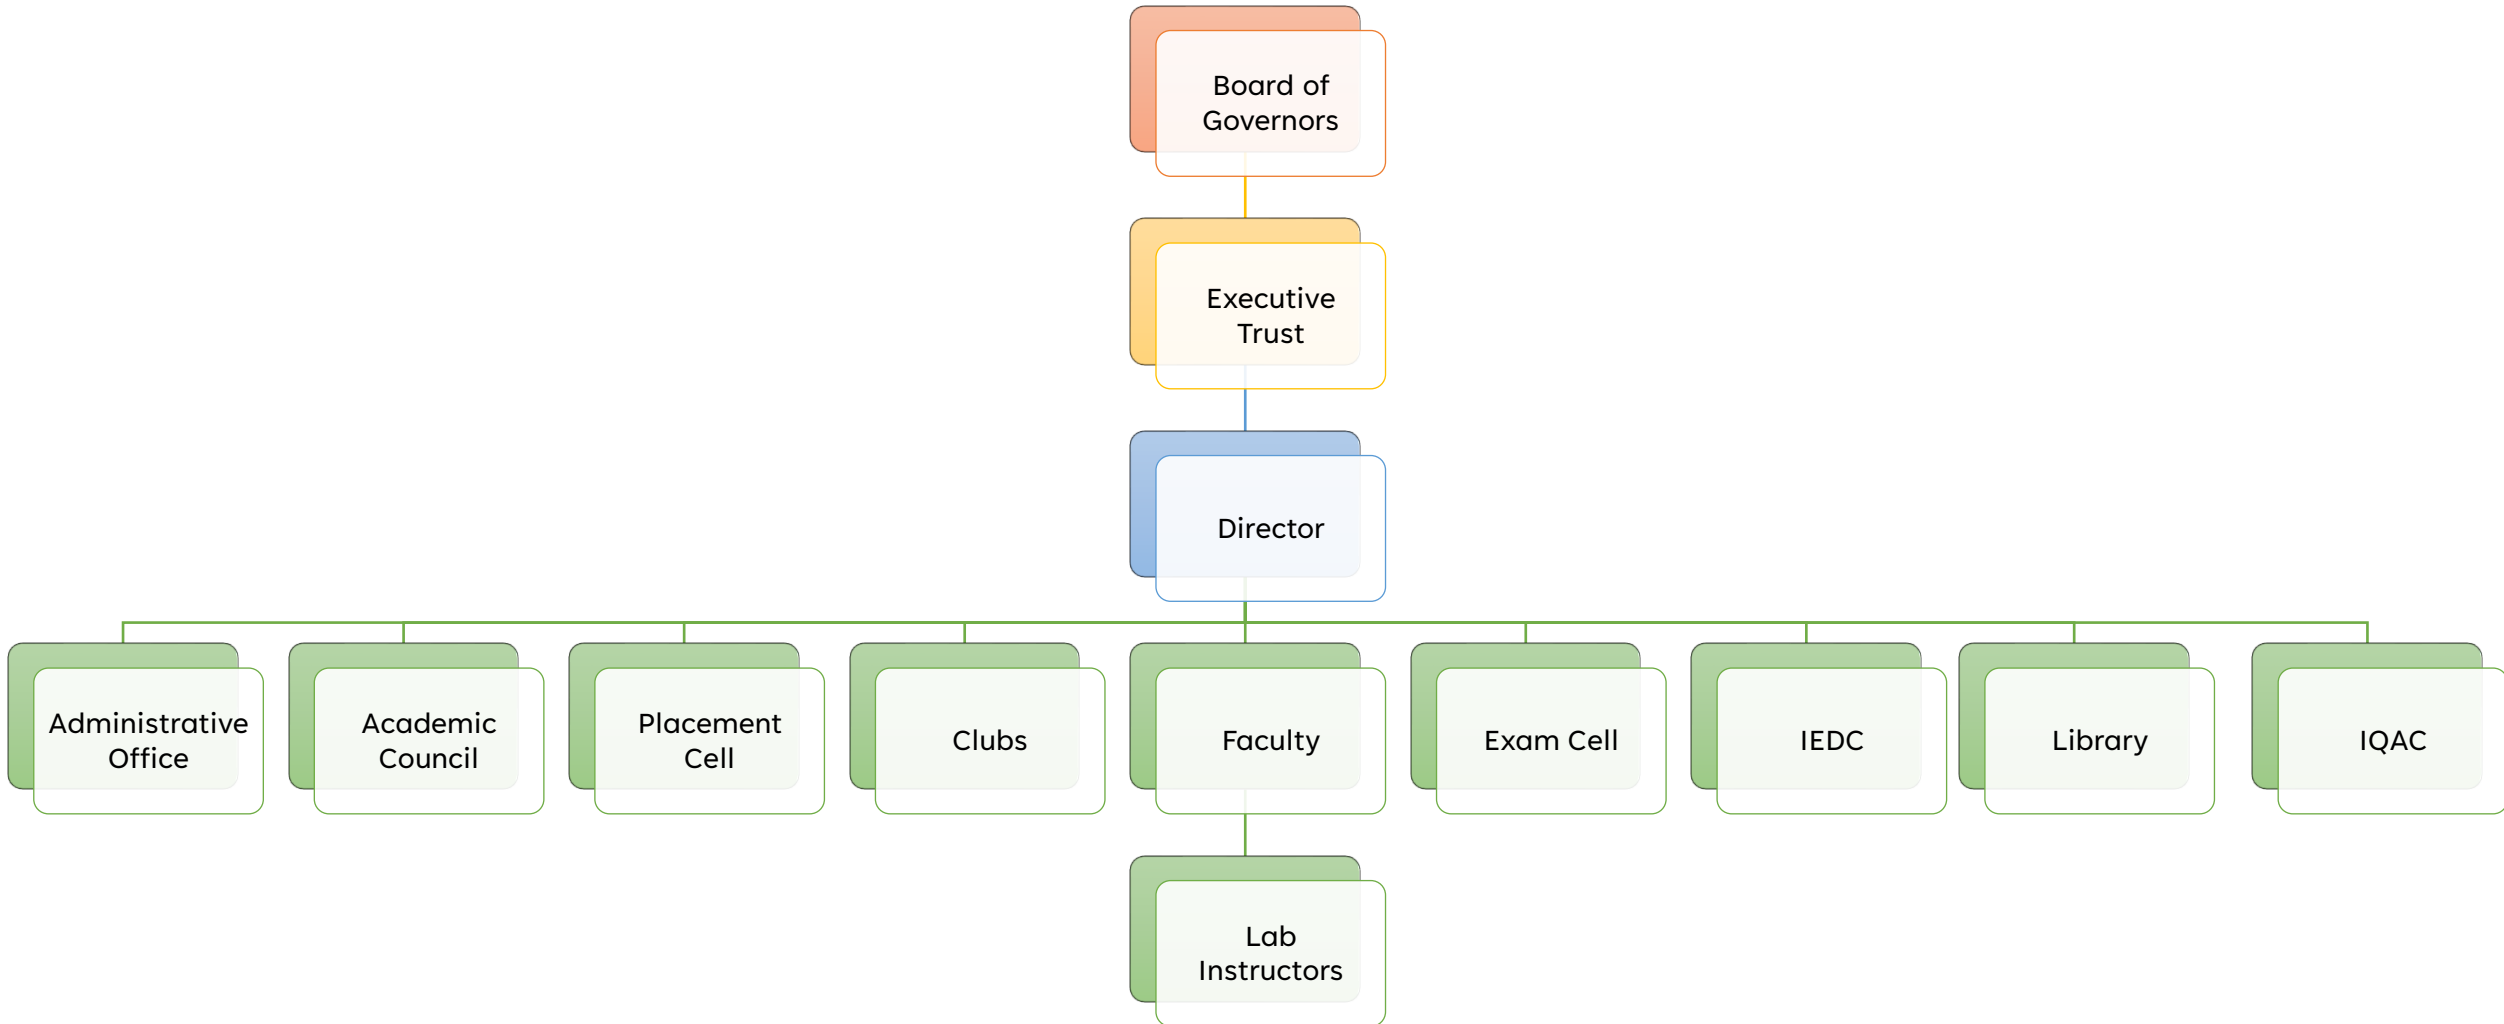 Board of
Governors
Executive
Trust
Director
Administrative
Office
Academic
Council
Placement
Cell
Clubs
Faculty
Exam Cell
IEDC
Library
IQAC
Lab
Instructors